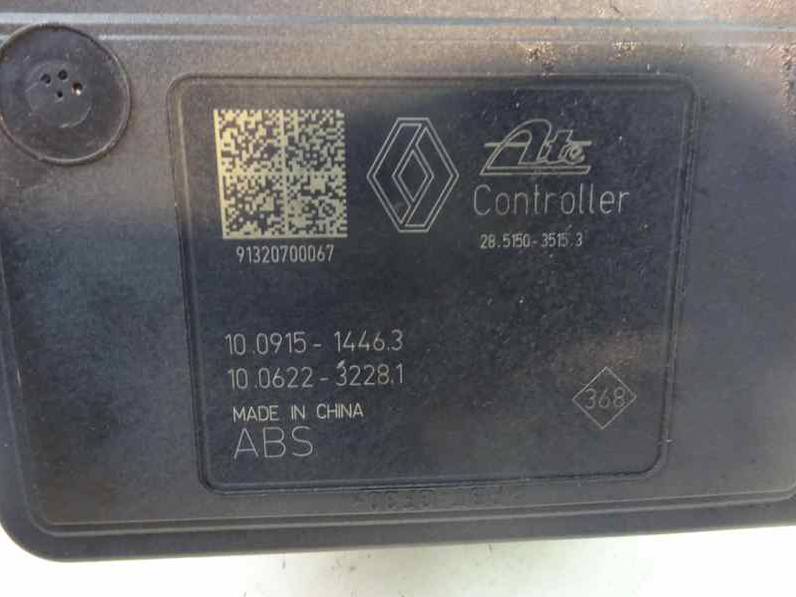 Ate
Controller
28.5150-3515.3
91320700067
10.0915-1446.3
10.0622-3228.1
MADE IN CHINA
368
ABS